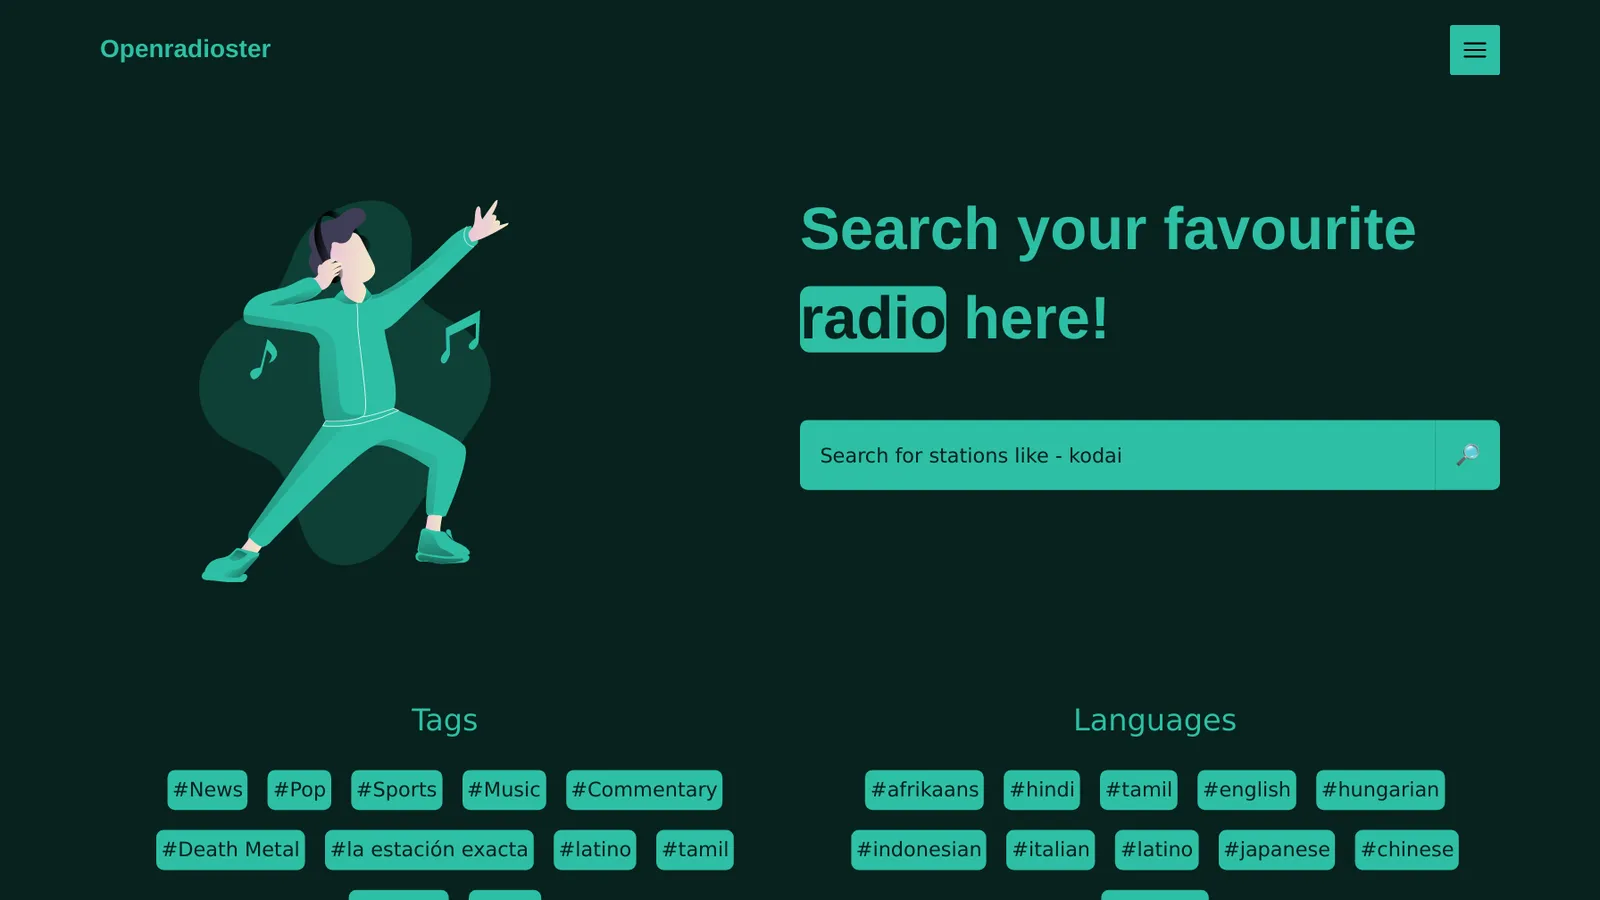 Openradioster
Search your favourite
radio here!
Search for stations like - kodai
Tags
#News #Pop #Sports #Music #Commentary
#Death Metal #la estación exacta #latino #tamil
Languages
#afrikaans #hindi #tamil #english #hungarian
#indonesian #italian #latino #japanese #chinese